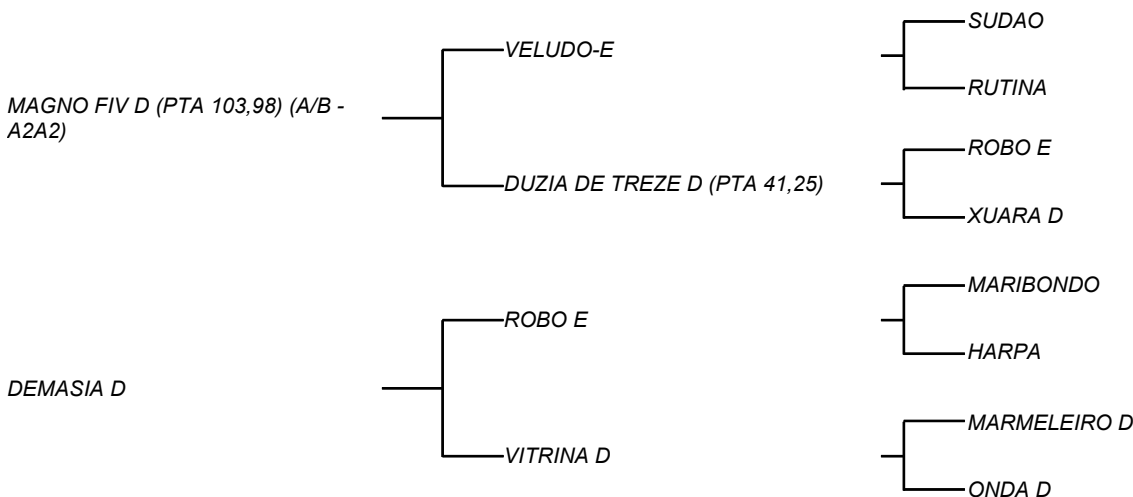 SUDAO
VELUDO-E
RUTINA
MAGNO FIV D (PTA 103,98) (A/B -
A2A2)
ROBO E
DUZIA DE TREZE D (PTA 41,25)
XUARA D
MARIBONDO
ROBO E
HARPA
DEMASIA D
MARMELEIRO D
VITRINA D
ONDA D